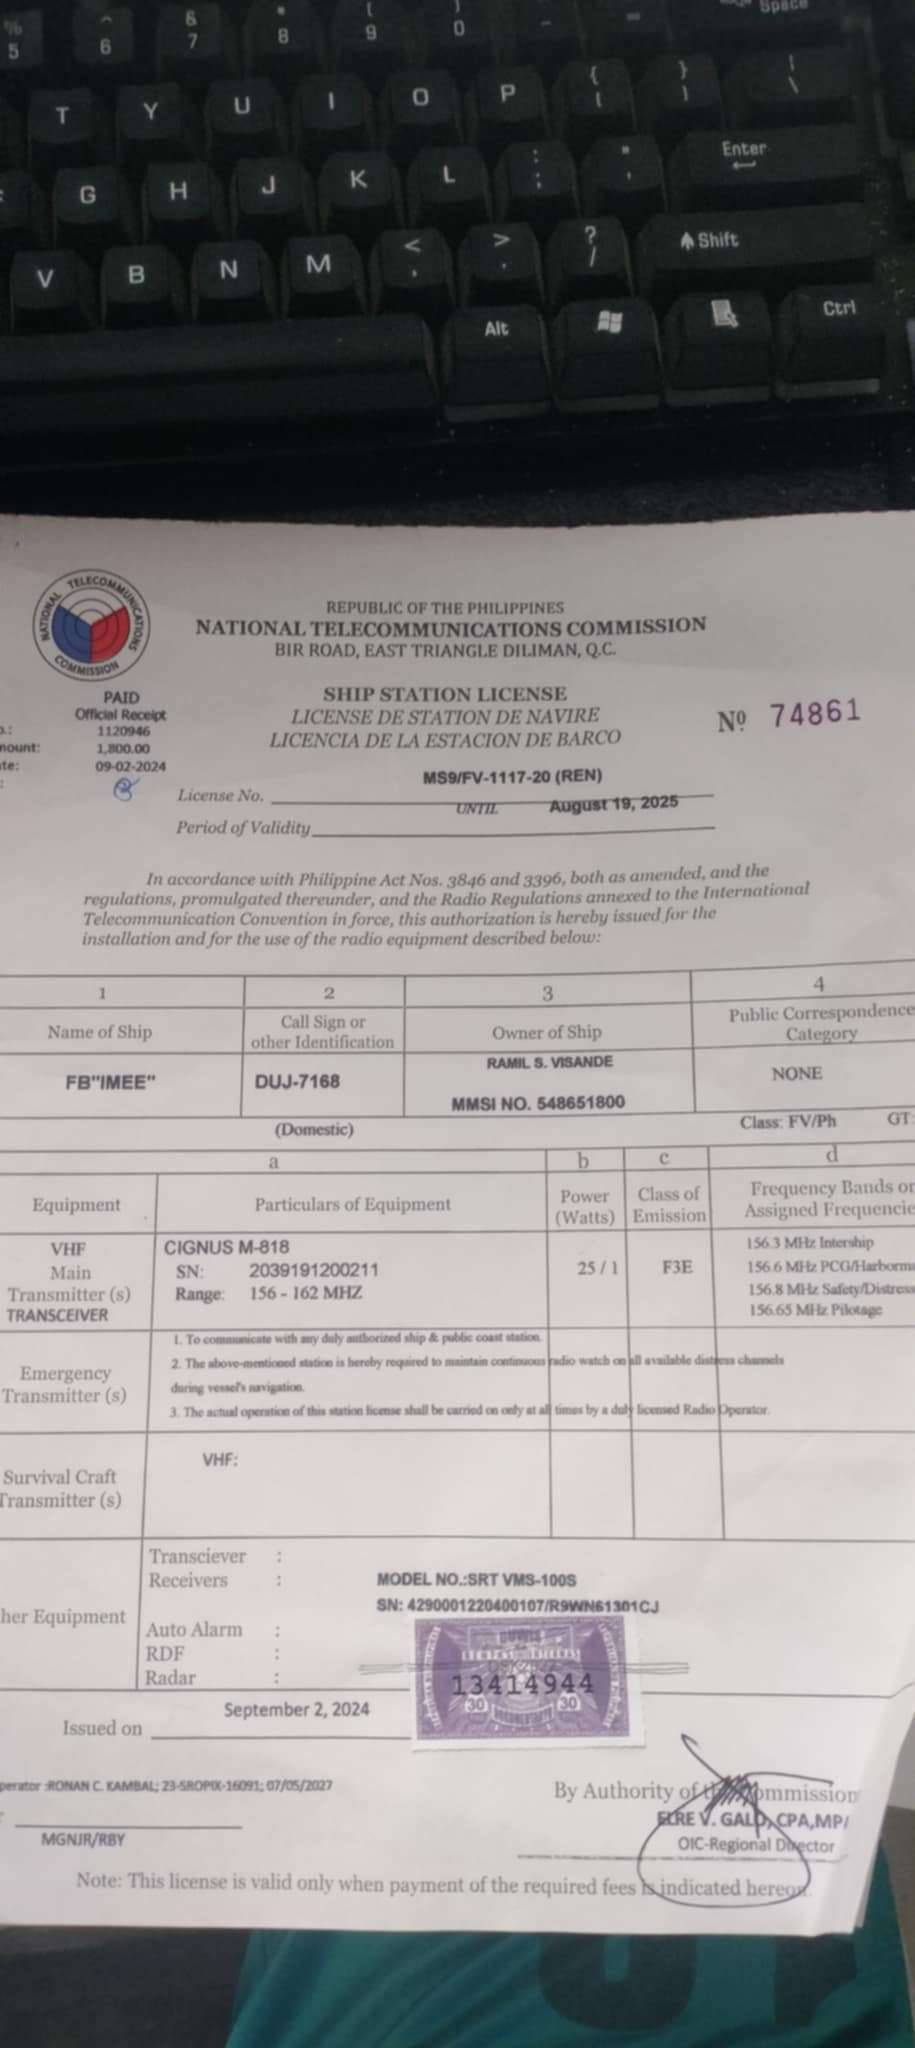 % 5
^ 6
& 7
* 8
( 9
) 0
Space
T Y U I O P { [ } ] | \
G H J K L : ; " ' Enter
V B N M < , > . ? / Shift
Alt Ctrl
NATIONAL TELECOMMUNICATIONS COMMISSION
REPUBLIC OF THE PHILIPPINES
NATIONAL TELECOMMUNICATIONS COMMISSION
BIR ROAD, EAST TRIANGLE DILIMAN, Q.C.
PAID
Official Receipt
1120946
mount: 1,800.00
te: 09-02-2024
SHIP STATION LICENSE
LICENSE DE STATION DE NAVIRE
LICENCIA DE LA ESTACION DE BARCO
Nº 74861
License No. MS9/FV-1117-20 (REN)
Period of Validity UNTIL August 19, 2025
In accordance with Philippine Act Nos. 3846 and 3396, both as amended, and the
regulations, promulgated thereunder, and the Radio Regulations annexed to the International
Telecommunication Convention in force, this authorization is hereby issued for the
installation and for the use of the radio equipment described below:
1 2 3 4
Name of Ship
Call Sign or
other Identification
Owner of Ship
Public Correspondence
Category
FB"IMEE"
DUJ-7168
RAMIL S. VISANDE
MMSI NO. 548651800
NONE
(Domestic) Class: FV/Ph GT:
a b c d
Equipment
Particulars of Equipment
Power
(Watts)
Class of
Emission
Frequency Bands or
Assigned Frequencie
VHF
Main
Transmitter (s)
TRANSCEIVER
CIGNUS M-818
SN: 2039191200211
Range: 156 - 162 MHZ
25 / 1
F3E
156.3 MHz Intership
156.6 MHz PCG/Harborma
156.8 MHz Safety/Distress
156.65 MHz Pilotage
Emergency
Transmitter (s)
1. To communicate with any duly authorized ship & public coast station.
2. The above-mentioned station is hereby required to maintain continuous radio watch on all available distress channels
during vessel's navigation.
3. The actual operation of this station license shall be carried on only at all times by a duly licensed Radio Operator.
Survival Craft
Transmitter (s)
VHF:
her Equipment
Transciever :
Receivers : MODEL NO.:SRT VMS-100S
SN: 4290001220400107/R9WN61301CJ
Auto Alarm :
RDF :
Radar :
13414944
30 30
Issued on September 2, 2024
perator :RONAN C. KAMBAL; 23-SROPIX-16091; 07/05/2027
MGNJR/RBY
By Authority of the Commission
ELRE V. GALO, CPA,MP
OIC-Regional Director
Note: This license is valid only when payment of the required fees is indicated hereon.